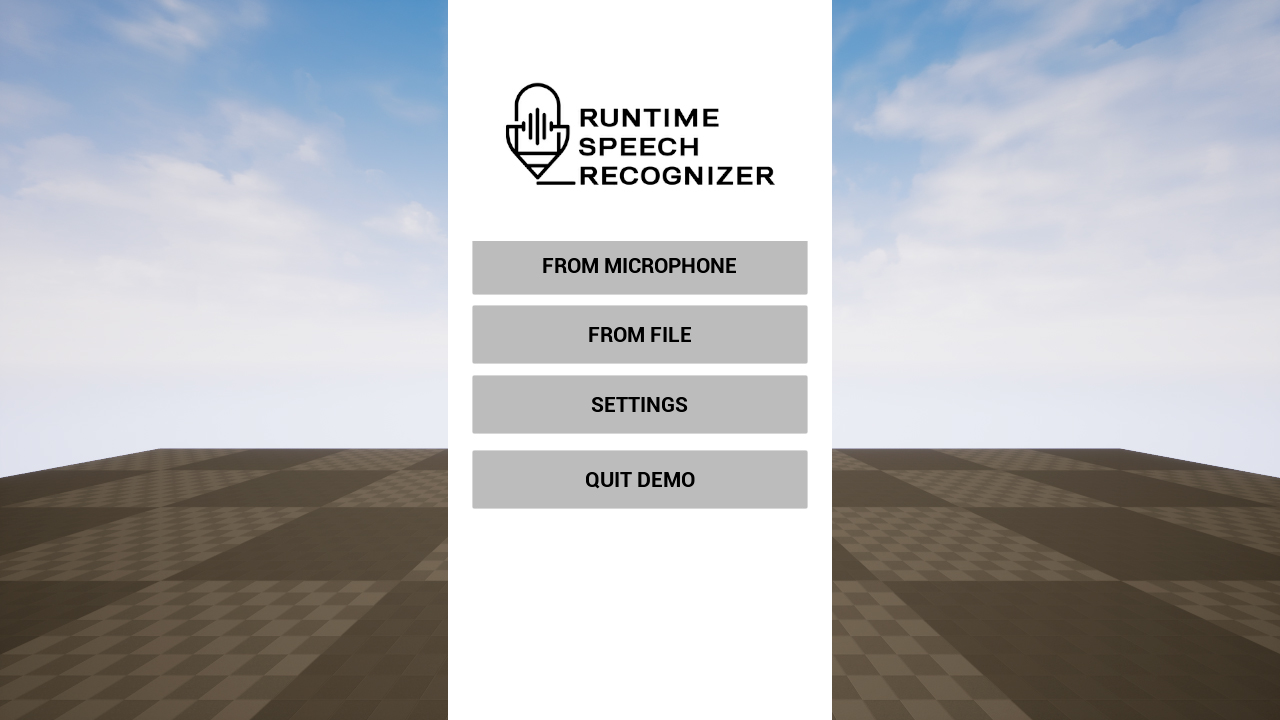 RUNTIME
SPEECH
RECOGNIZER
FROM MICROPHONE
FROM FILE
SETTINGS
QUIT DEMO